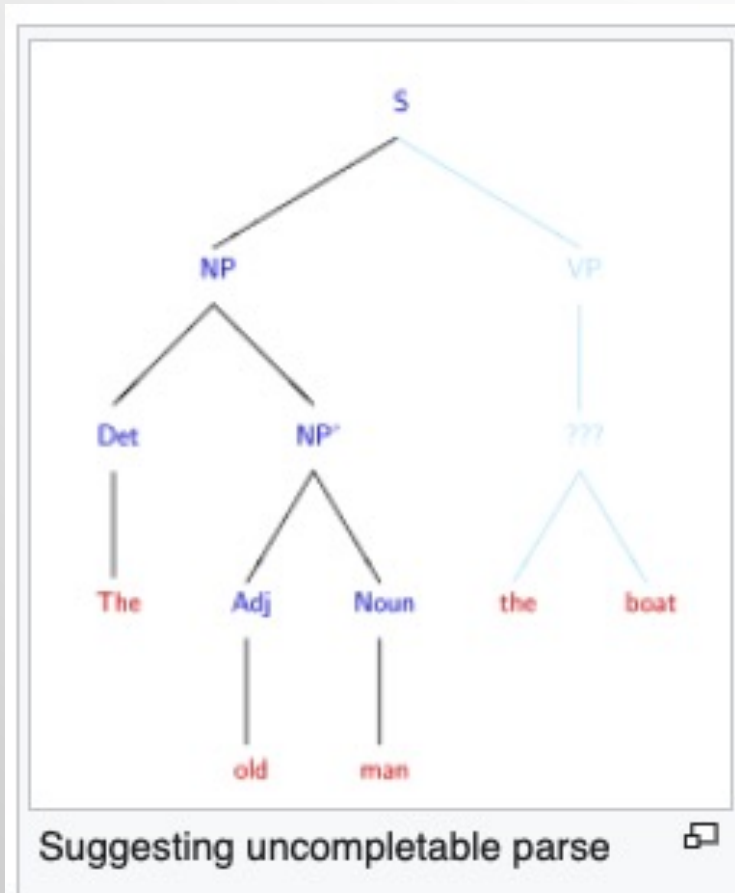 S
NP VP
Det NP' ???
The Adj Noun the boat
old man
Suggesting uncompletable parse